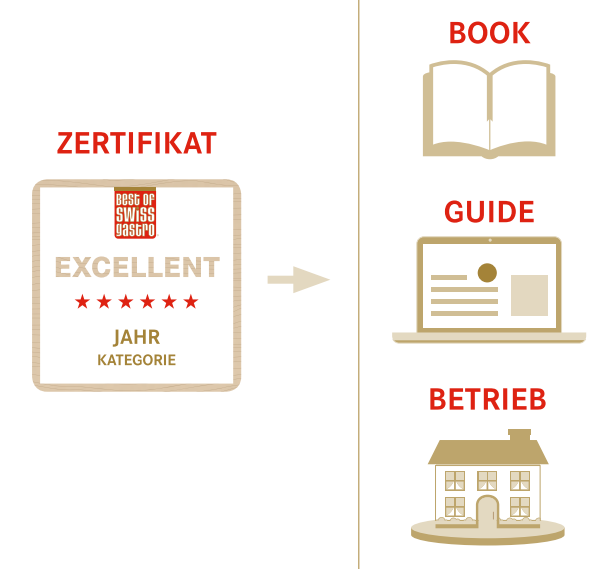 ZERTIFIKAT
BEST OF
SWISS
gastro
EXCELLENT
JAHR
KATEGORIE
BOOK
GUIDE
BETRIEB